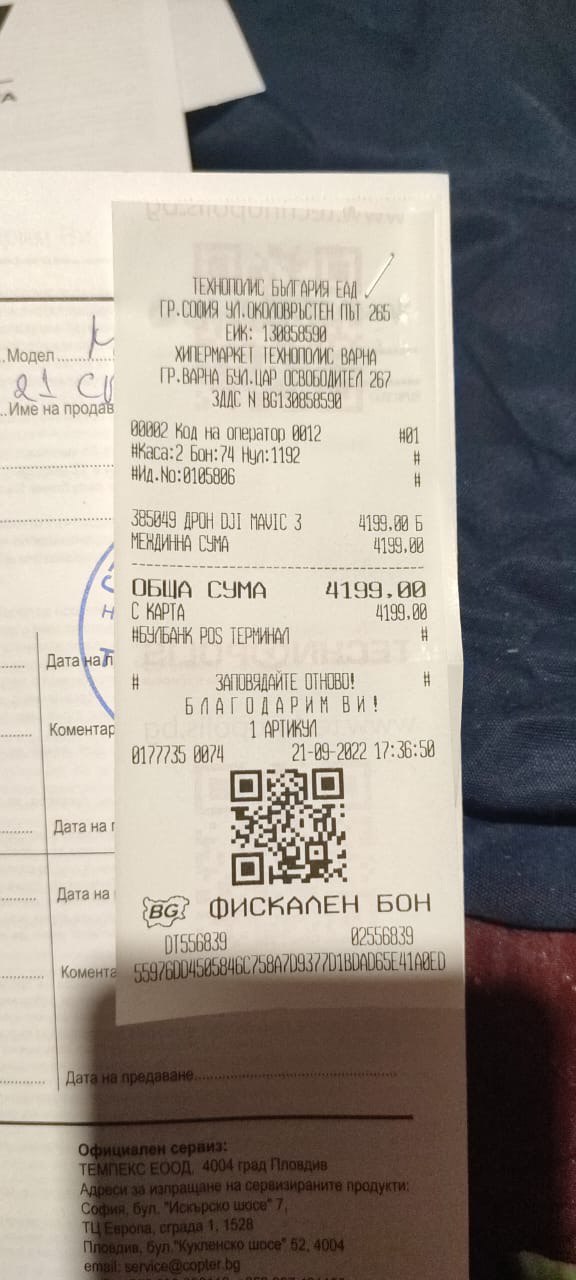 ТЕХНОПОЛИС БЪЛГАРИЯ ЕАД
ГР.СОФИЯ УЛ.ОКОЛОВРЪСТЕН ПЪТ 265
ЕИК: 130858590
ХИПЕРМАРКЕТ ТЕХНОПОЛИС ВАРНА
ГР.ВАРНА БУЛ.ЦАР ОСВОБОДИТЕЛ 267
ЗДДС N BG130858590
00002 Код на оператор 0012 #01
#Каса:2 Бон:74 Нул:1192 #
#Ид.No:0105806 #
385049 ДРОН DJI MAVIC 3 4199.00 Б
МЕЖДИННА СУМА 4199.00
ОБЩА СУМА 4199.00
С КАРТА 4199.00
#БУЛБАНК POS ТЕРМИНАЛ #
# ЗАПОВЯДАЙТЕ ОТНОВО! #
БЛАГОДАРИМ ВИ!
1 АРТИКУЛ
0177735 0074 21-09-2022 17:36:50
BG ФИСКАЛЕН БОН
DT556839 02556839
55976DD4505846C758A7D9377D1BDAD65E41A0ED
Модел
21
Име на продав
Дата на п
Коментар
Дата на п
Дата на
Комента
Дата на предаване
Официален сервиз:
ТЕМПЕКС ЕООД, 4004 град Пловдив
Адреси за изпращане на сервизираните продукти:
София, бул. "Искърско шосе" 7,
ТЦ Европа, сграда 1, 1528
Пловдив, бул."Кукленско шосе" 52, 4004
email: service@copter.bg